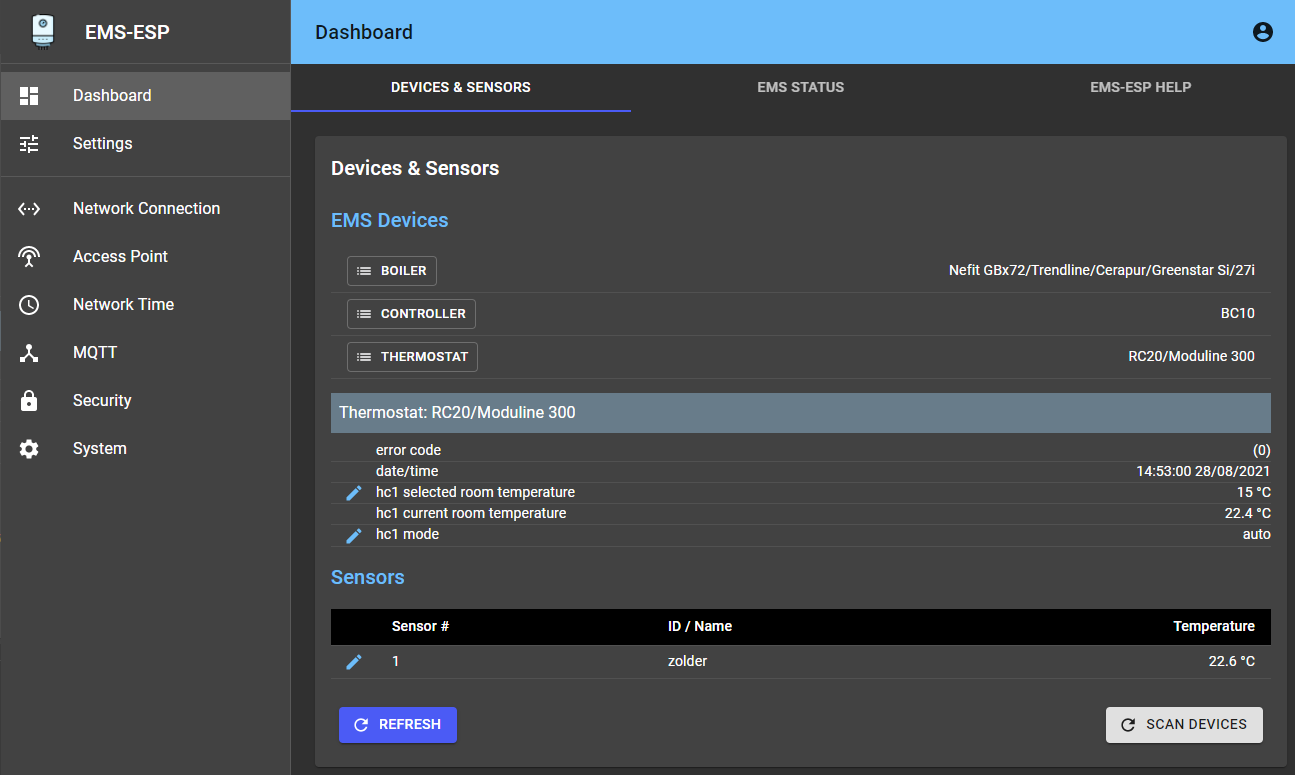 EMS-ESP
Dashboard
Settings
Network Connection
Access Point
Network Time
MQTT
Security
System
Dashboard
DEVICES & SENSORS
EMS STATUS
EMS-ESP HELP
Devices & Sensors
EMS Devices
BOILER Nefit GBx72/Trendline/Cerapur/Greenstar Si/27i
CONTROLLER BC10
THERMOSTAT RC20/Moduline 300
Thermostat: RC20/Moduline 300
error code (0)
date/time 14:53:00 28/08/2021
hc1 selected room temperature 15 °C
hc1 current room temperature 22.4 °C
hc1 mode auto
Sensors
Sensor # ID / Name Temperature
1 zolder 22.6 °C
REFRESH
SCAN DEVICES